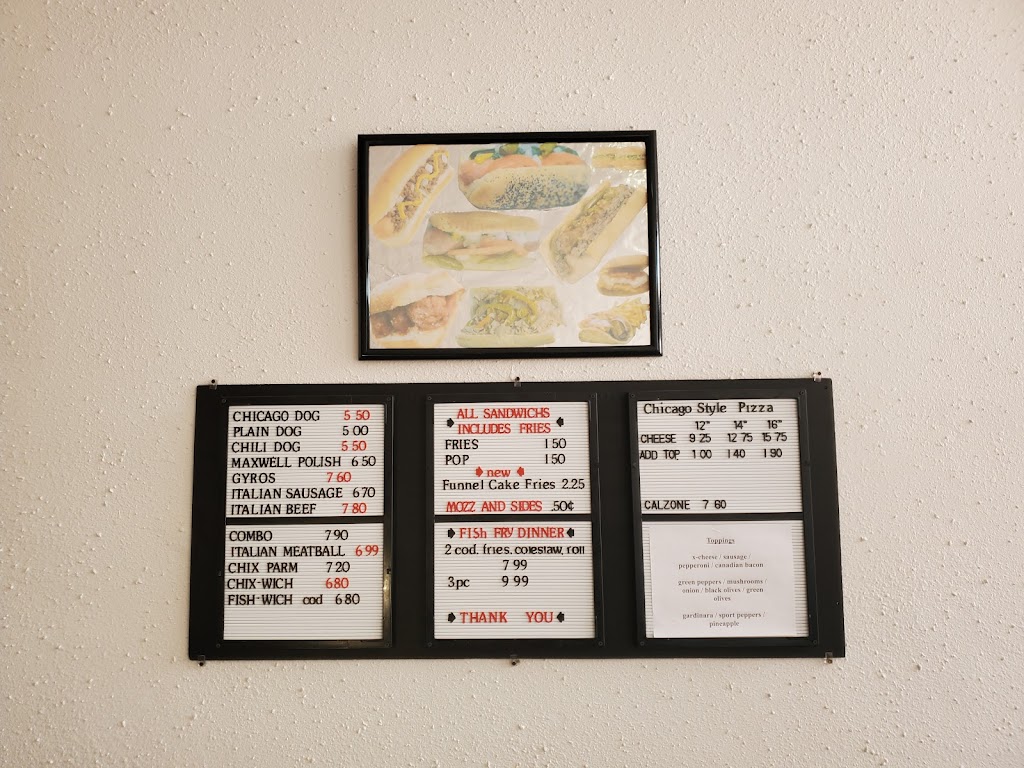 CHICAGO DOG 5 50
PLAIN DOG 5 00
CHILI DOG 5 50
MAXWELL POLISH 6 50
GYROS 7 60
ITALIAN SAUSAGE 6 70
ITALIAN BEEF 7 80
COMBO 7 90
ITALIAN MEATBALL 6 99
CHIX PARM 7 20
CHIX-WICH 6 80
FISH-WICH cod 6 80
ALL SANDWICHS
INCLUDES FRIES
FRIES 1 50
POP 1 50
new
Funnel Cake Fries 2.25
MOZZ AND SIDES .50¢
FISh FRY DINNER
2 cod. fries. coleslaw, roll
7 99
3 pc 9 99
THANK YOU
Chicago Style Pizza
12" 14" 16"
CHEESE 9 25 12 75 15 75
ADD TOP 1 00 1 40 1 90
CALZONE 7 60
Toppings
x-cheese / sausage /
pepperoni / canadian bacon
green peppers / mushrooms /
onion / black olives / green
olives
gardinara / sport peppers /
pineapple